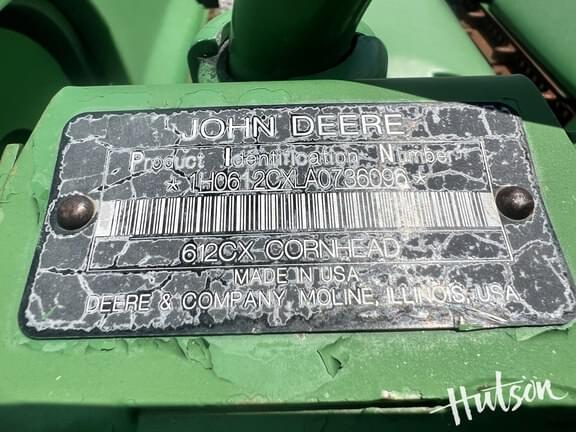 JOHN DEERE
Product Identification Number
*1H0612CXLA0736096*
612CX CORNHEAD
MADE IN USA
DEERE & COMPANY MOLINE, ILLINOIS, USA
Hutson